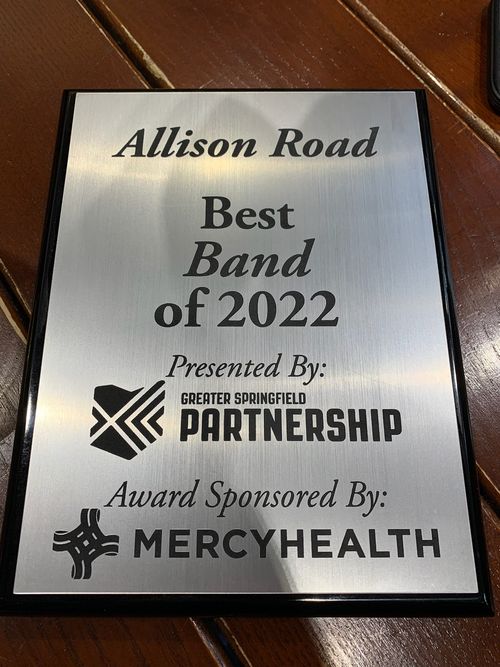 Allison Road
Best
Band
of 2022
Presented By:
GREATER SPRINGFIELD
PARTNERSHIP
Award Sponsored By:
MERCYHEALTH